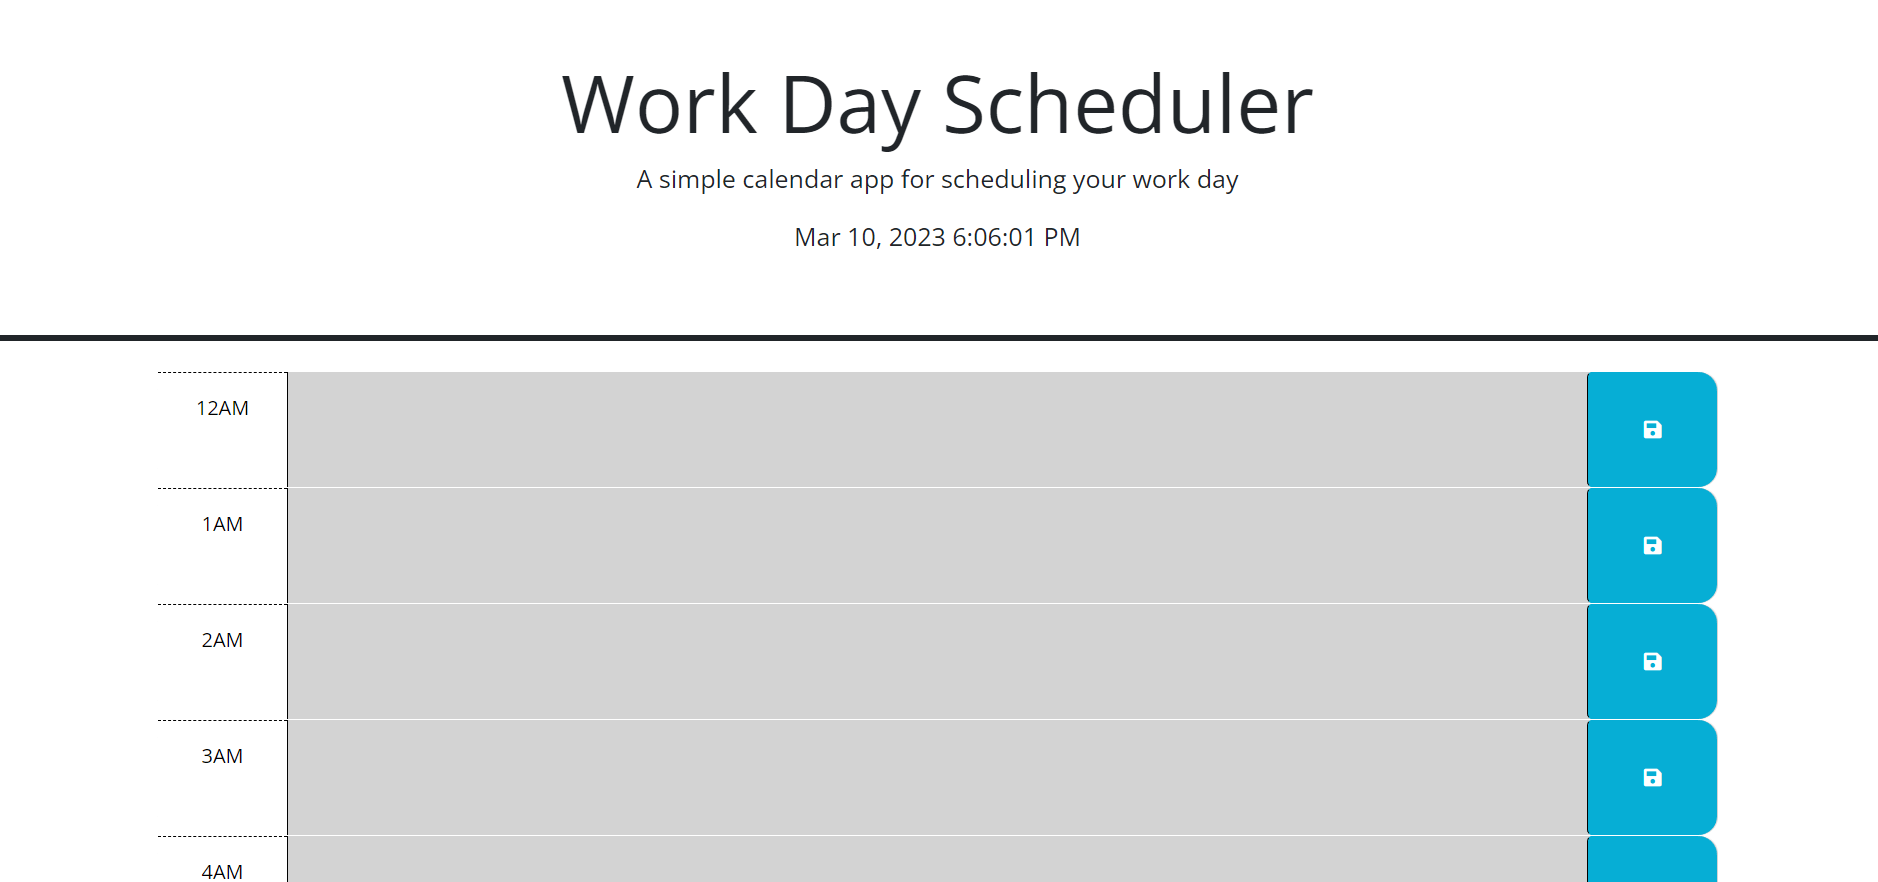 Work Day Scheduler
A simple calendar app for scheduling your work day
Mar 10, 2023 6:06:01 PM
12AM
1AM
2AM
3AM
4AM